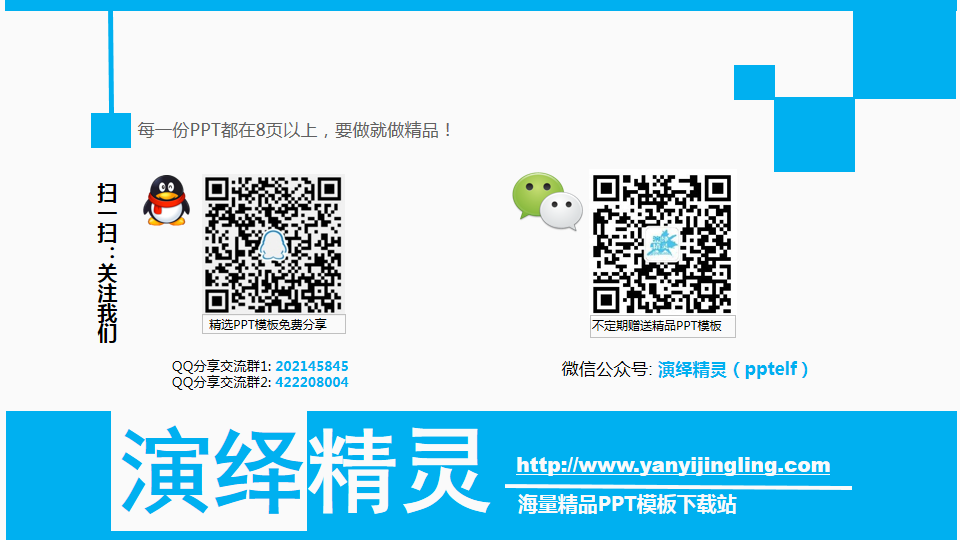 每一份PPT都在8页以上，要做就做精品！
扫一扫：关注我们
精选PPT模板免费分享
QQ分享交流群1: 202145845
QQ分享交流群2: 422208004
不定期赠送精品PPT模板
微信公众号: 演绎精灵（pptelf）
演绎精灵
http://www.yanyijingling.com
海量精品PPT模板下载站